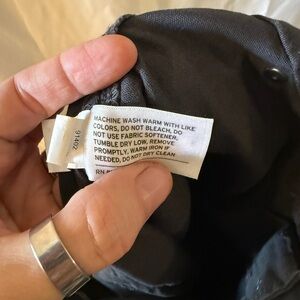 MACHINE WASH WARM WITH LIKE
COLORS, DO NOT BLEACH, DO
NOT USE FABRIC SOFTENER,
TUMBLE DRY LOW, REMOVE
PROMPTLY, WARM IRON IF
NEEDED, DO NOT DRY CLEAN
RN